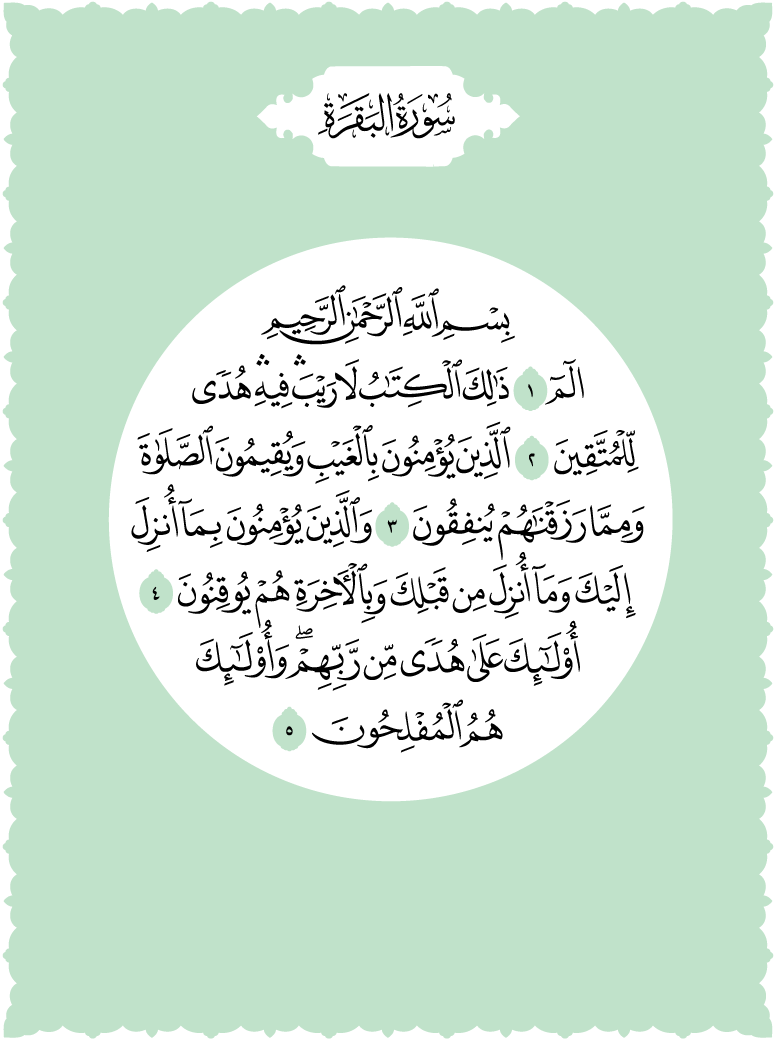 سُورَةُ البَقَرَةِ
بِسْمِ ٱللَّهِ ٱلرَّحْمَٰنِ ٱلرَّحِيمِ
الٓمٓ ١ ذَٰلِكَ ٱلْكِتَٰبُ لَا رَيْبَ ۛ فِيهِ ۛ هُدًى
لِّلْمُتَّقِينَ ٢ ٱلَّذِينَ يُؤْمِنُونَ بِٱلْغَيْبِ وَيُقِيمُونَ ٱلصَّلَوٰةَ
وَمِمَّا رَزَقْنَٰهُمْ يُنفِقُونَ ٣ وَٱلَّذِينَ يُؤْمِنُونَ بِمَآ أُنزِلَ
إِلَيْكَ وَمَآ أُنزِلَ مِن قَبْلِكَ وَبِٱلْأَخِرَةِ هُمْ يُوقِنُونَ ٤
أُوْلَٰٓئِكَ عَلَىٰ هُدًى مِّن رَّبِّهِمْ ۖ وَأُوْلَٰٓئِكَ
هُمُ ٱلْمُفْلِحُونَ ٥